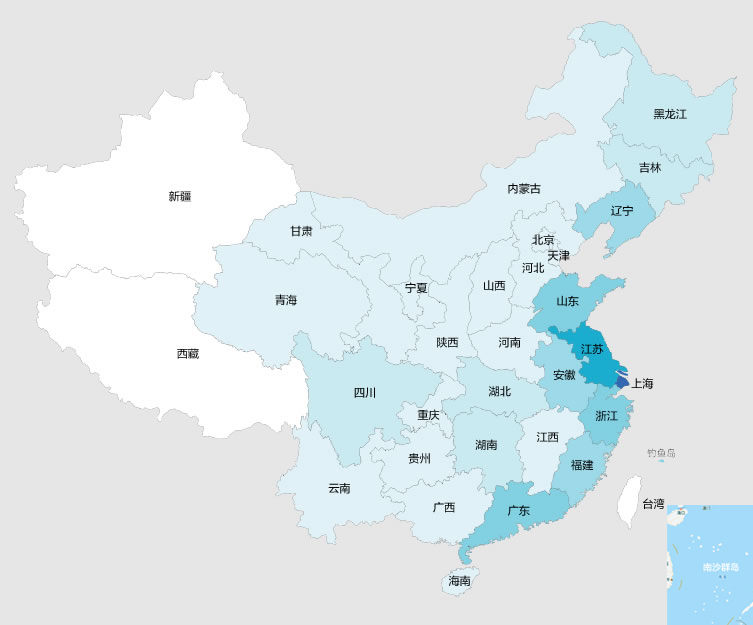 黑龙江
吉林
新疆
内蒙古
辽宁
甘肃
北京
天津
河北
宁夏
山西
青海
山东
陕西
河南
江苏
西藏
安徽
上海
四川
湖北
重庆
浙江
江西
湖南
钓鱼岛
贵州
福建
云南
广西
广东
台湾
南沙群岛
海南